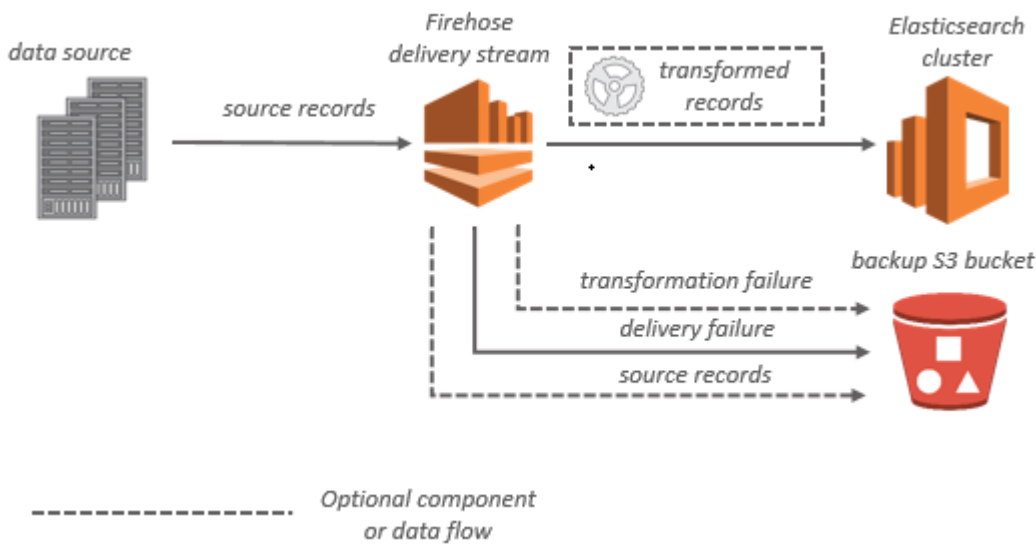 data source
source records
Firehose
delivery stream
transformed
records
Elasticsearch
cluster
backup S3 bucket
transformation failure
delivery failure
source records
Optional component
or data flow